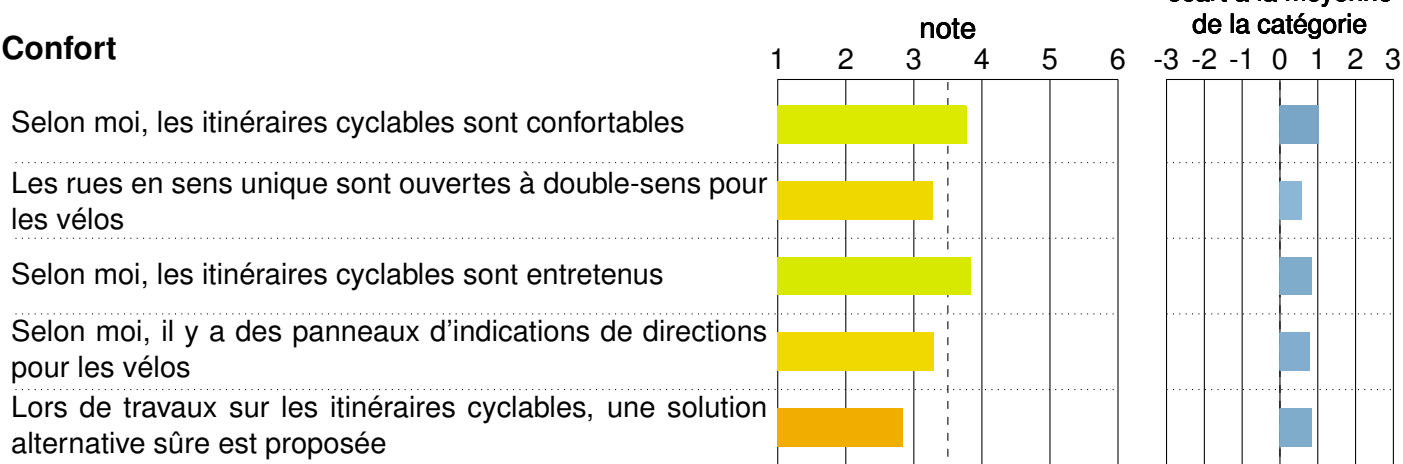 écart à la moyenne
note
de la catégorie
Confort
1 2 3 4 5 6 -3 -2 -1 0 1 2 3
Selon moi, les itinéraires cyclables sont confortables
Les rues en sens unique sont ouvertes à double-sens pour
les vélos
Selon moi, les itinéraires cyclables sont entretenus
Selon moi, il y a des panneaux d'indications de directions
pour les vélos
Lors de travaux sur les itinéraires cyclables, une solution
alternative sûre est proposée